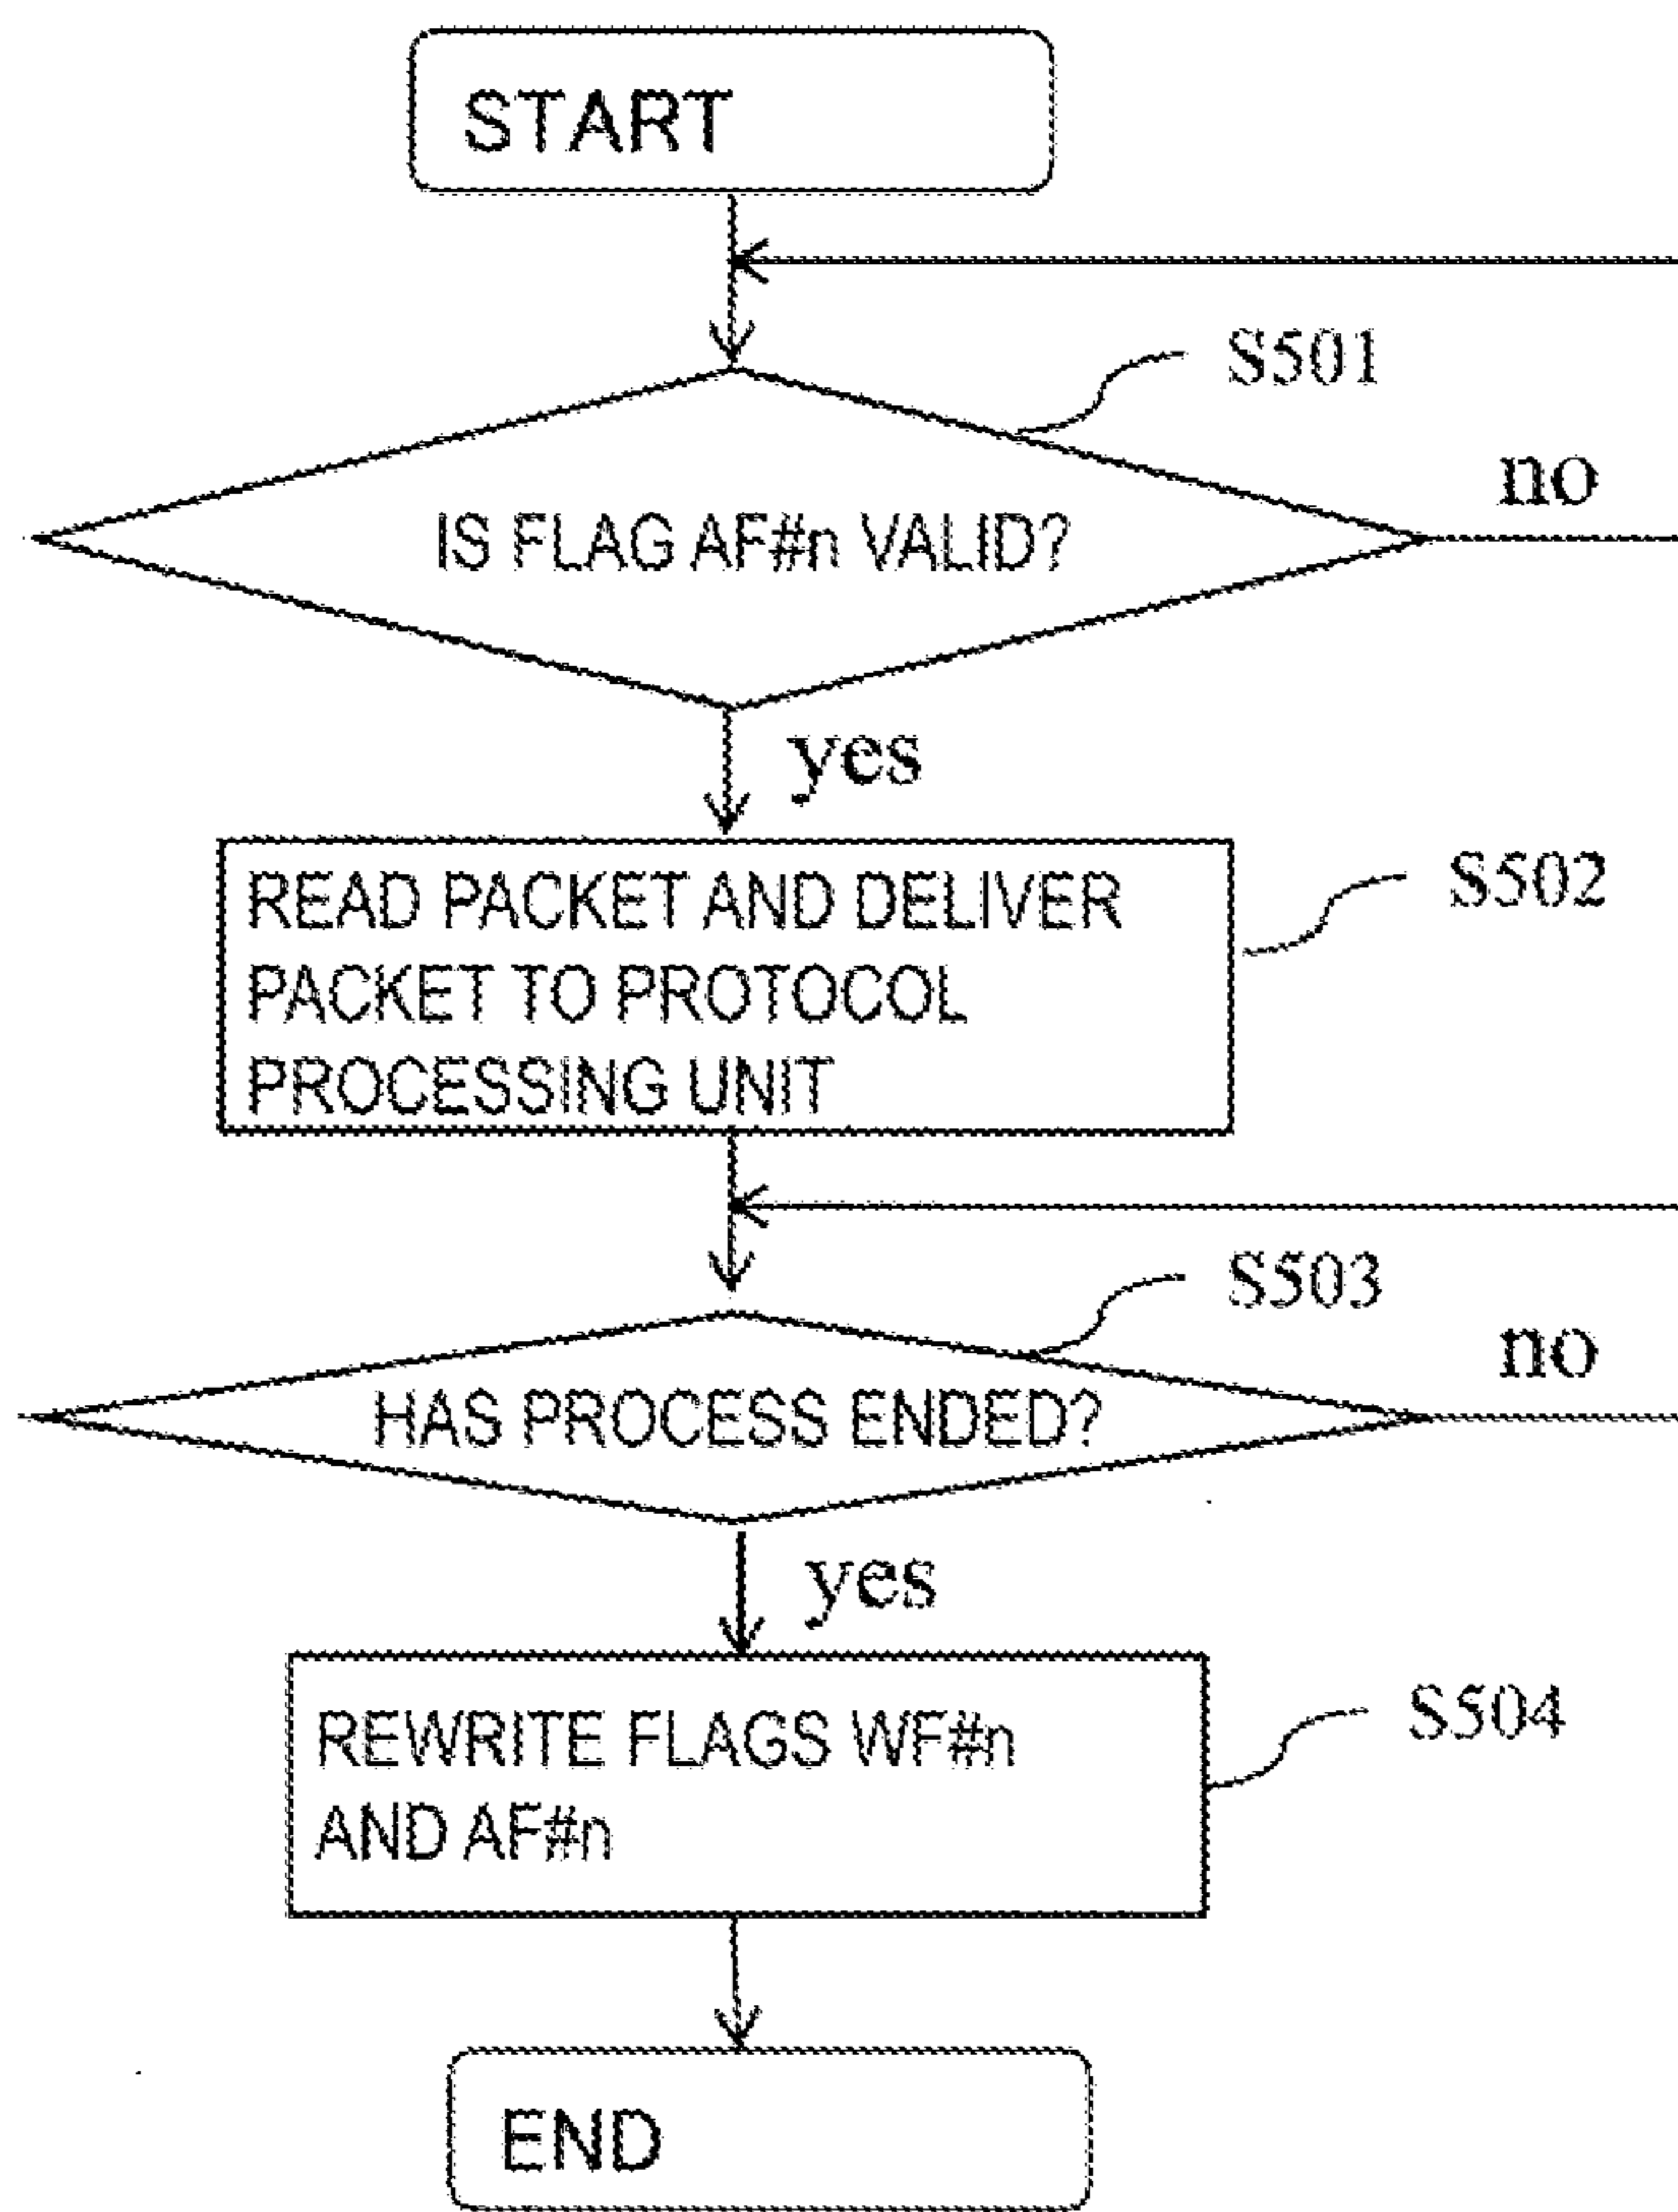 START
S501
no
IS FLAG AF#n VALID?
yes
READ PACKET AND DELIVER
PACKET TO PROTOCOL
PROCESSING UNIT
S502
S503
no
HAS PROCESS ENDED?
yes
REWRITE FLAGS WF#n
AND AF#n
S504
END